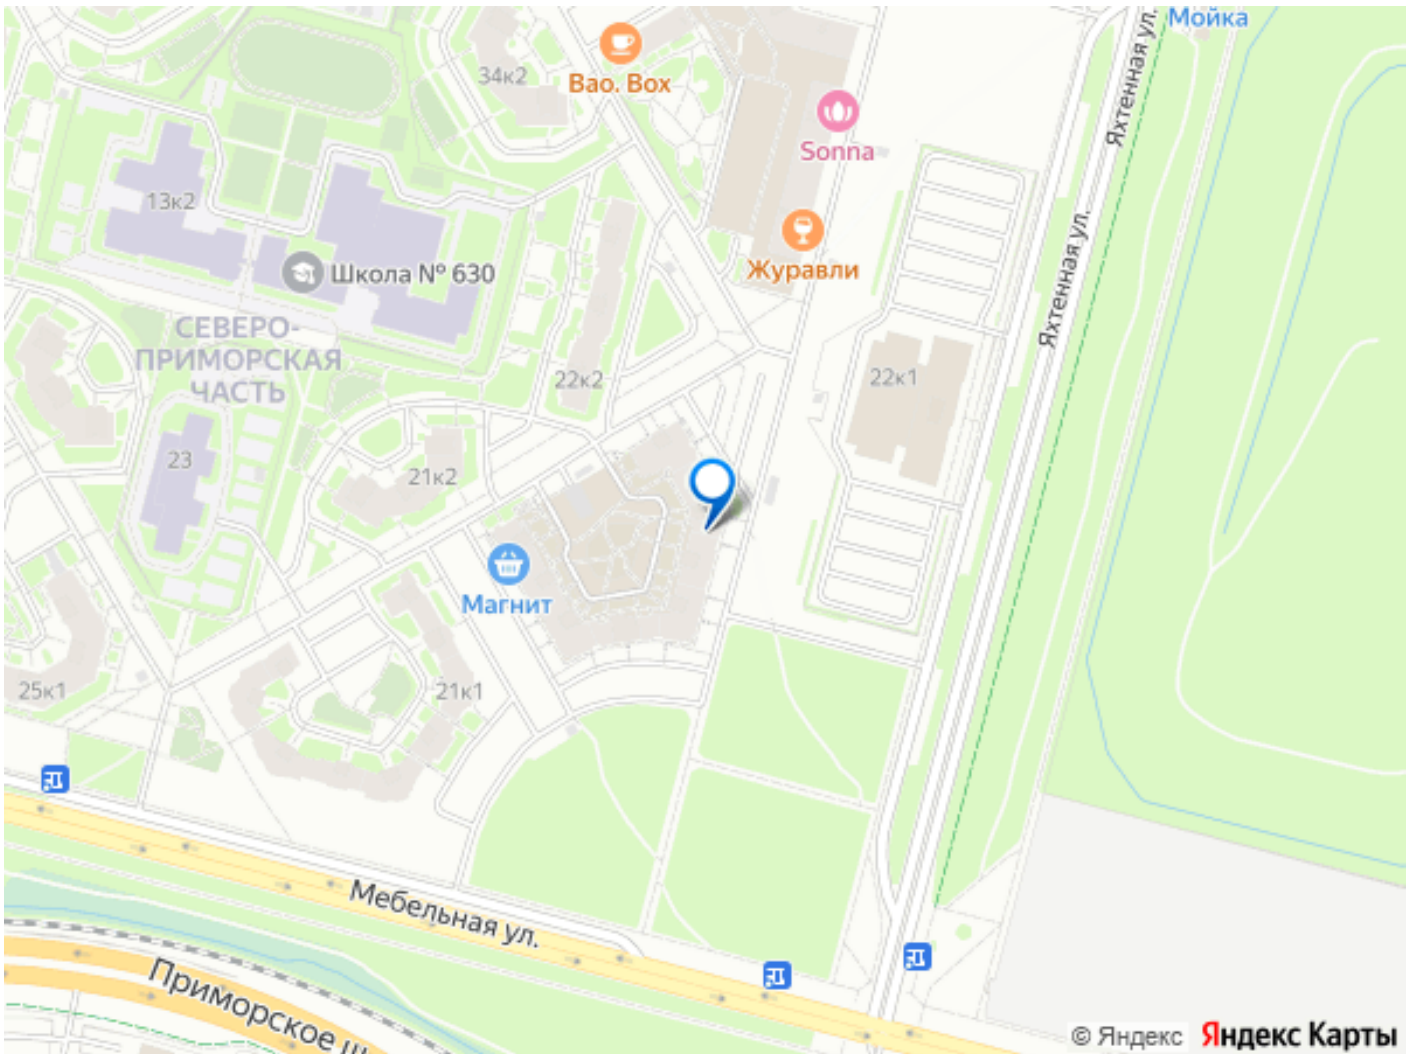 Мойка
34к2
Bao. Box
Яхтенная ул.
Sonna
13к2
Яхтенная ул.
Журавли
Школа № 630
СЕВЕРО-
ПРИМОРСКАЯ
ЧАСТЬ
22к2
22к1
23
21к2
Магнит
25к1
21к1
Мебельная ул.
Приморское ш
© Яндекс Яндекс Карты